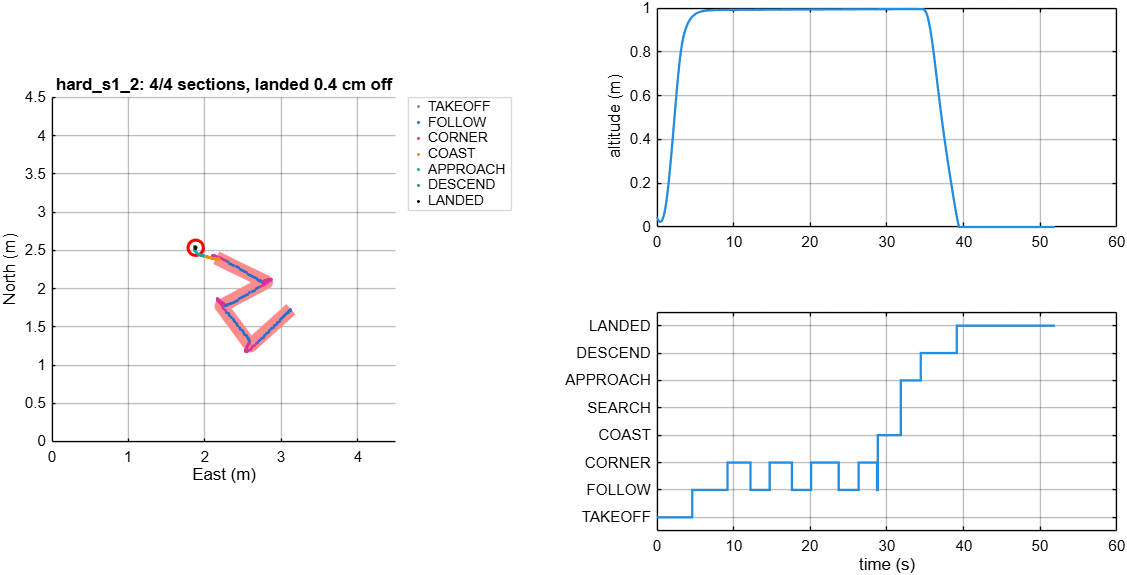 hard_s1_2: 4/4 sections, landed 0.4 cm off
4.5
4
3.5
3
2.5
2
1.5
1
0.5
0
0
1
2
3
4
North (m)
East (m)
TAKEOFF
FOLLOW
CORNER
COAST
APPROACH
DESCEND
LANDED
1
0.8
0.6
0.4
0.2
0
altitude (m)
0
10
20
30
40
50
60
LANDED
DESCEND
APPROACH
SEARCH
COAST
CORNER
FOLLOW
TAKEOFF
0
10
20
30
40
50
60
time (s)